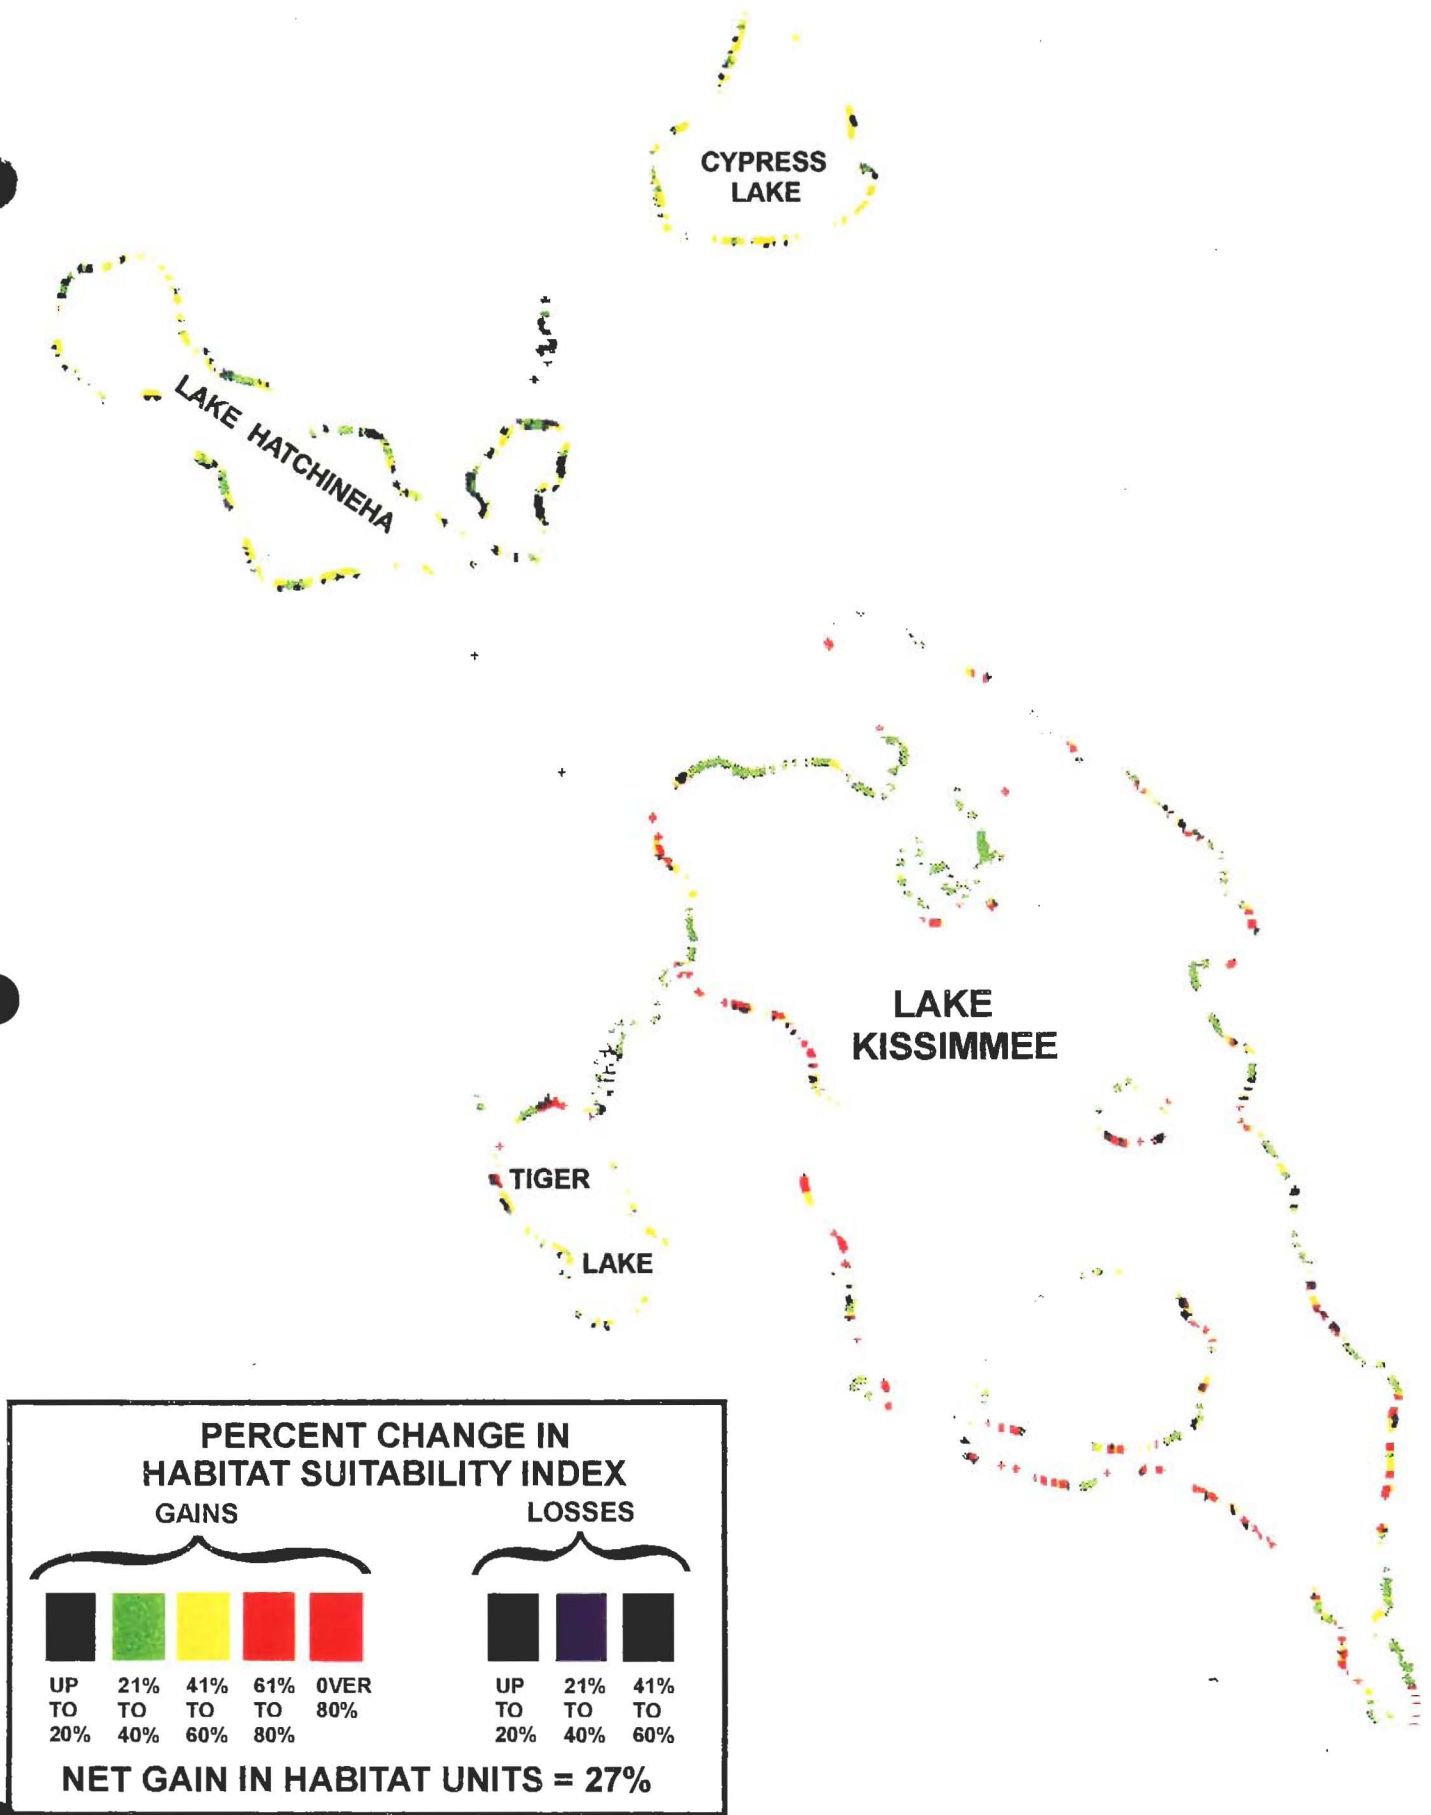 CYPRESS
LAKE
LAKE HATCHINEHA
LAKE
KISSIMMEE
TIGER
LAKE
PERCENT CHANGE IN
HABITAT SUITABILITY INDEX
GAINS LOSSES
UP 21% 41% 61% 0VER UP 21% 41%
TO TO TO TO 80% TO TO TO
20% 40% 60% 80% 20% 40% 60%
NET GAIN IN HABITAT UNITS = 27%